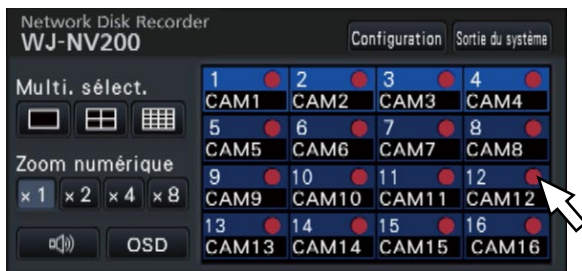 Network Disk Recorder
WJ-NV200
Configuration
Sortie du système
Multi. sélect.
Zoom numérique
×1 ×2 ×4 ×8
OSD
1 2 3 4
CAM1 CAM2 CAM3 CAM4
5 6 7 8
CAM5 CAM6 CAM7 CAM8
9 10 11 12
CAM9 CAM10 CAM11 CAM12
13 14 15 16
CAM13 CAM14 CAM15 CAM16